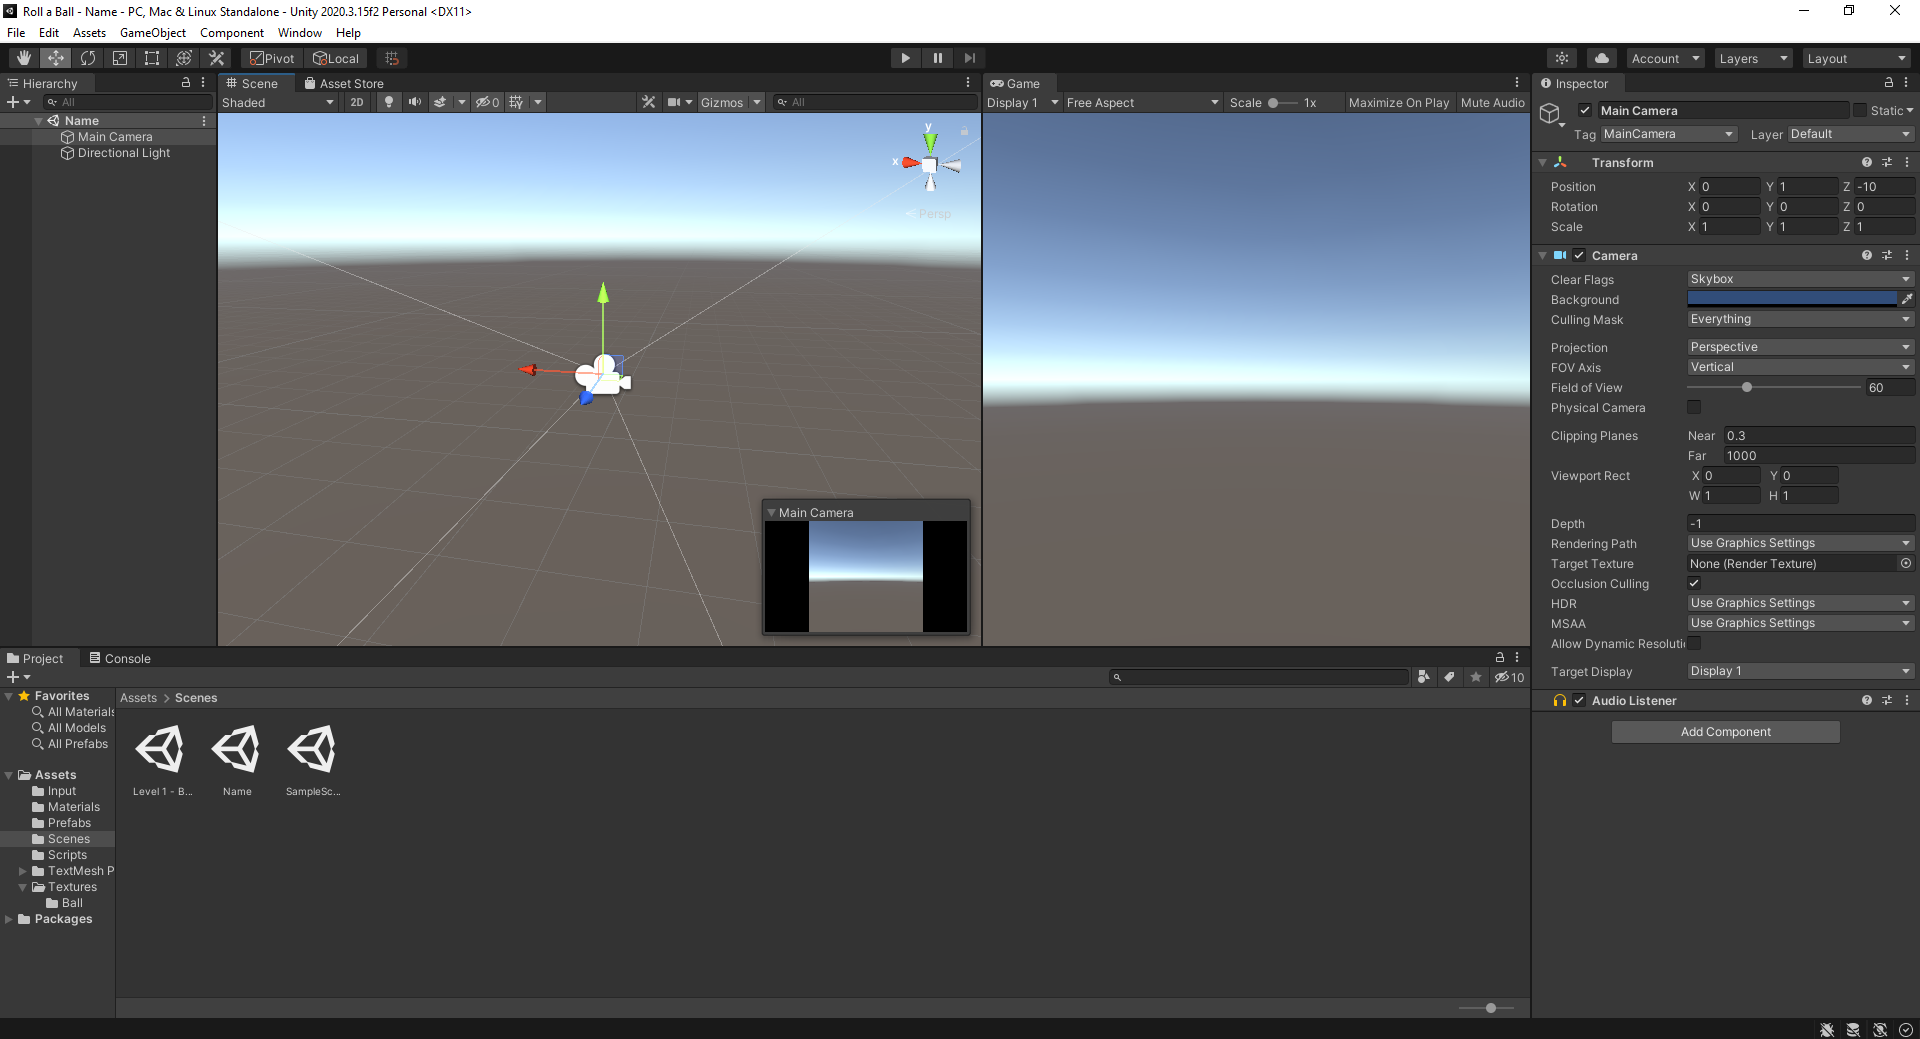 Roll a Ball - Name - PC, Mac & Linux Standalone - Unity 2020.3.15f2 Personal <DX11>
File Edit Assets GameObject Component Window Help
Pivot Local Account Layers Layout
Hierarchy
All
Name
Main Camera
Directional Light
Scene Asset Store
Shaded 2D 0 Gizmos All
y
x
Persp
Main Camera
Game
Display 1 Free Aspect Scale 1x Maximize On Play Mute Audio
Inspector
Main Camera Static
Tag MainCamera Layer Default
Transform
Position X 0 Y 1 Z -10
Rotation X 0 Y 0 Z 0
Scale X 1 Y 1 Z 1
Camera
Clear Flags Skybox
Background
Culling Mask Everything
Projection Perspective
FOV Axis Vertical
Field of View 60
Physical Camera
Clipping Planes Near 0.3
Far 1000
Viewport Rect X 0 Y 0
W 1 H 1
Depth -1
Rendering Path Use Graphics Settings
Target Texture None (Render Texture)
Occlusion Culling
HDR Use Graphics Settings
MSAA Use Graphics Settings
Allow Dynamic Resoluti
Target Display Display 1
Audio Listener
Add Component
Project Console
10
Favorites
All Materials
All Models
All Prefabs
Assets
Input
Materials
Prefabs
Scenes
Scripts
TextMesh P
Textures
Ball
Packages
Assets > Scenes
Level 1 - B... Name SampleSc...